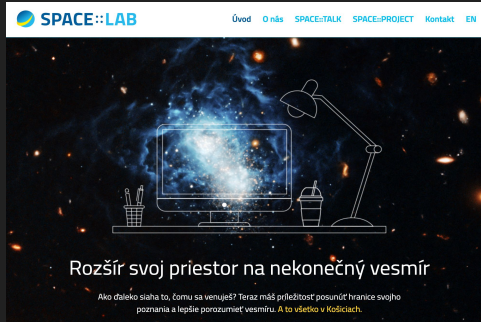 SPACE::LAB
Úvod O nás SPACE::TALK SPACE::PROJECT Kontakt EN
Rozšír svoj priestor na nekonečný vesmír
Ako ďaleko siaha to, čomu sa venuješ? Teraz máš príležitosť posunúť hranice svojho
poznania a lepšie porozumieť vesmíru. A to všetko v Košiciach.